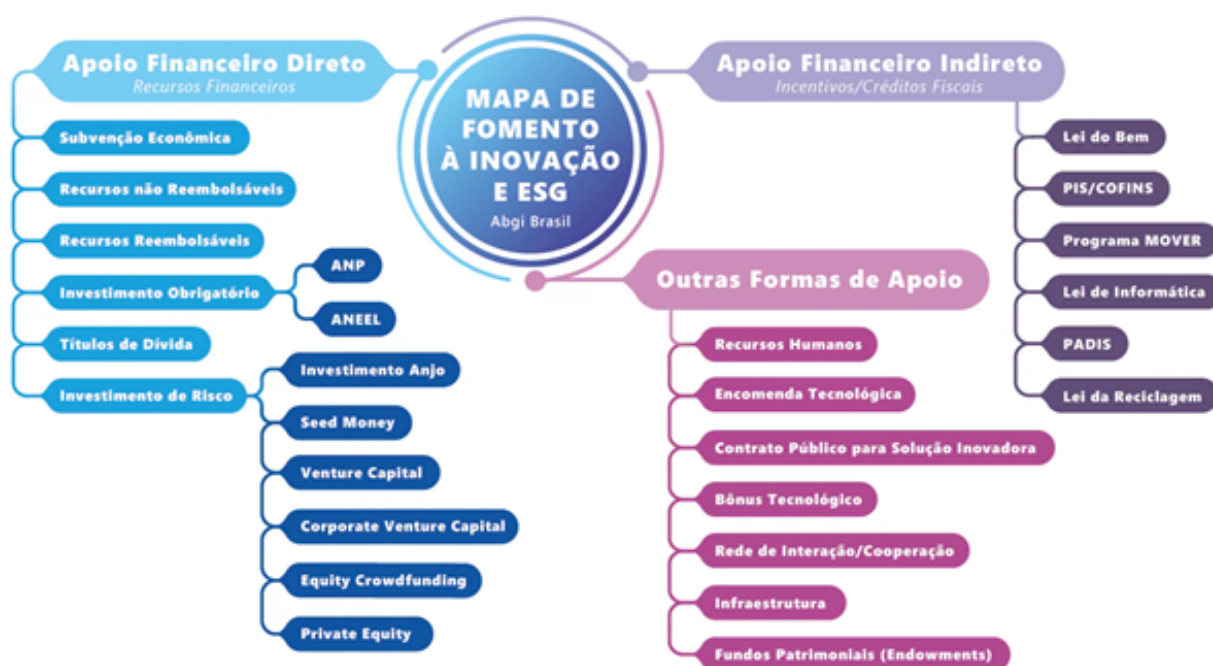 MAPA DE
FOMENTO
À INOVAÇÃO
E ESG
Abgi Brasil
Apoio Financeiro Direto
Recursos Financeiros
Subvenção Econômica
Recursos não Reembolsáveis
Recursos Reembolsáveis
Investimento Obrigatório
ANP
ANEEL
Títulos de Dívida
Investimento de Risco
Investimento Anjo
Seed Money
Venture Capital
Corporate Venture Capital
Equity Crowdfunding
Private Equity
Apoio Financeiro Indireto
Incentivos/Créditos Fiscais
Lei do Bem
PIS/COFINS
Programa MOVER
Lei de Informática
PADIS
Lei da Reciclagem
Outras Formas de Apoio
Recursos Humanos
Encomenda Tecnológica
Contrato Público para Solução Inovadora
Bônus Tecnológico
Rede de Interação/Cooperação
Infraestrutura
Fundos Patrimoniais (Endowments)